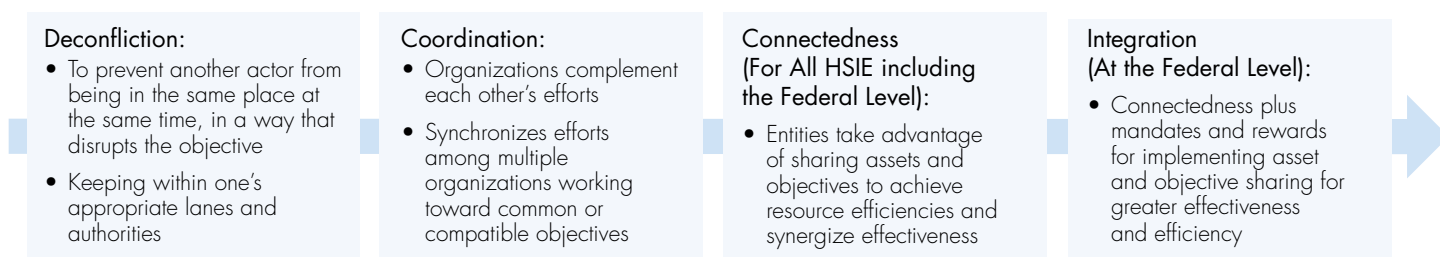 Deconfliction:
• To prevent another actor from
being in the same place at
the same time, in a way that
disrupts the objective
• Keeping within one’s
appropriate lanes and
authorities
Coordination:
• Organizations complement
each other’s efforts
• Synchronizes efforts
among multiple
organizations working
toward common or
compatible objectives
Connectedness
(For All HSIE including
the Federal Level):
• Entities take advantage
of sharing assets and
objectives to achieve
resource efficiencies and
synergize effectiveness
Integration
(At the Federal Level):
• Connectedness plus
mandates and rewards
for implementing asset
and objective sharing for
greater effectiveness
and efficiency